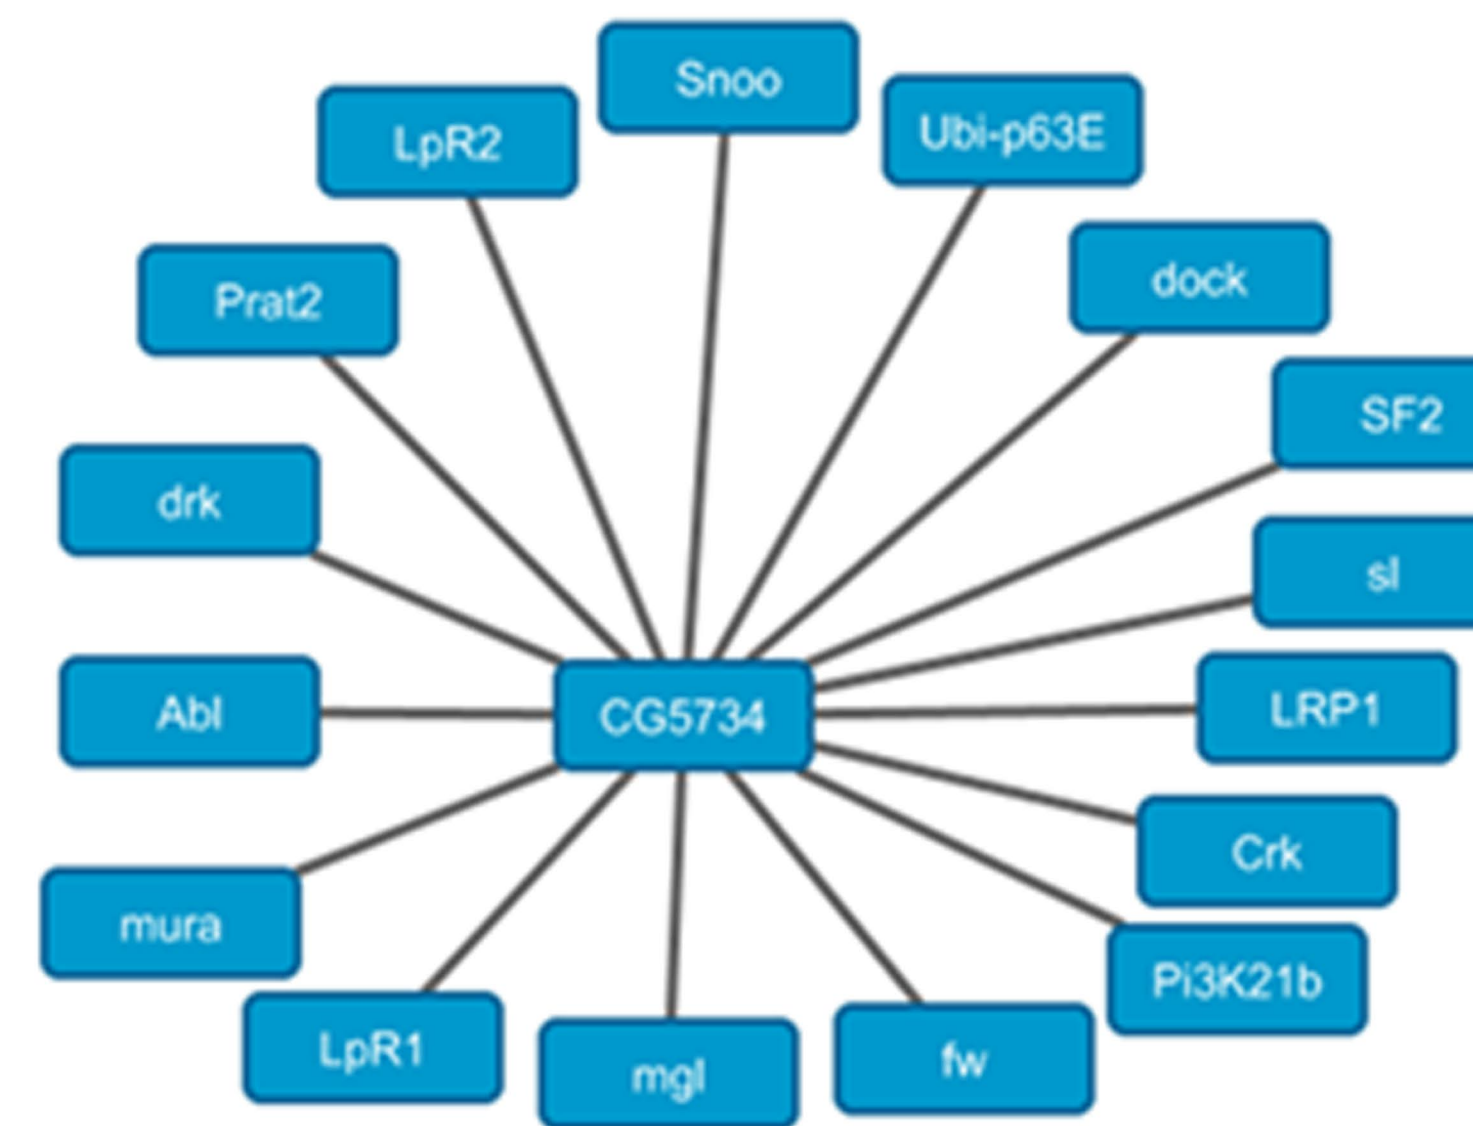 Snoo
Ubi-p63E
LpR2
dock
Prat2
SF2
drk
sl
Abl
CG5734
LRP1
Crk
mura
Pi3K21b
LpR1
mgl
fw